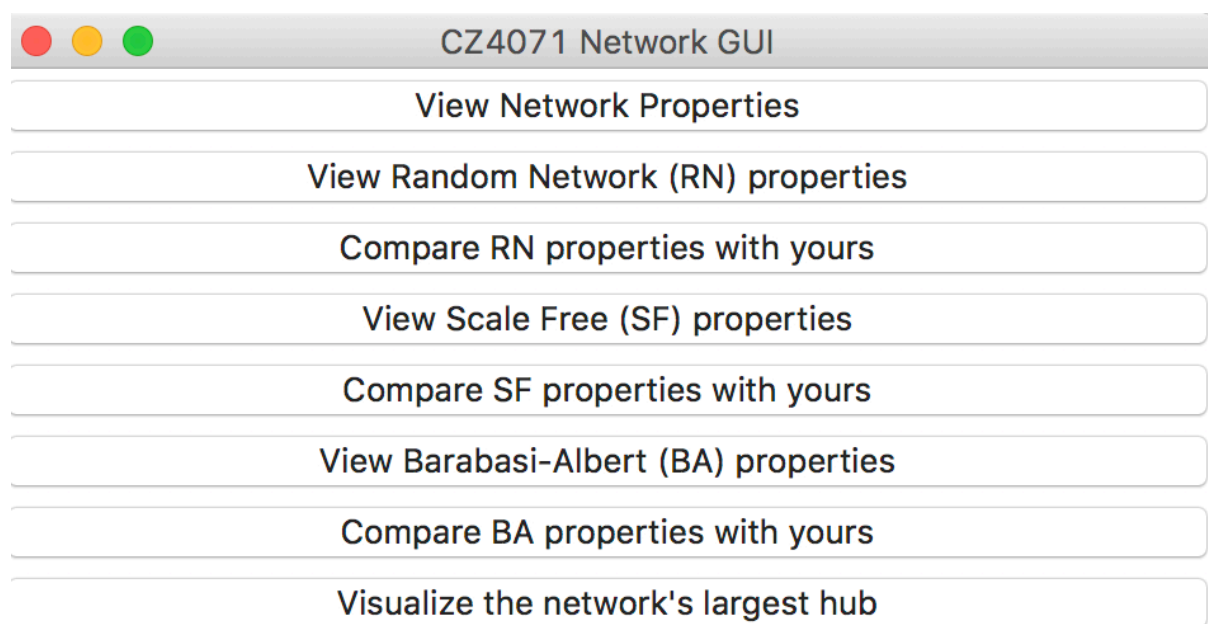 CZ4071 Network GUI
View Network Properties
View Random Network (RN) properties
Compare RN properties with yours
View Scale Free (SF) properties
Compare SF properties with yours
View Barabasi-Albert (BA) properties
Compare BA properties with yours
Visualize the network's largest hub